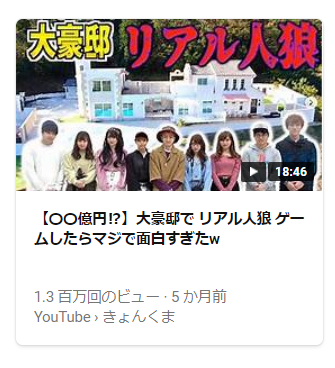 大豪邸 リアル人狼
18:46
【〇〇億円!?】大豪邸で リアル人狼 ゲー
ムしたらマジで面白すぎたw
1.3 百万回のビュー · 5 か月前
YouTube › きょんくま